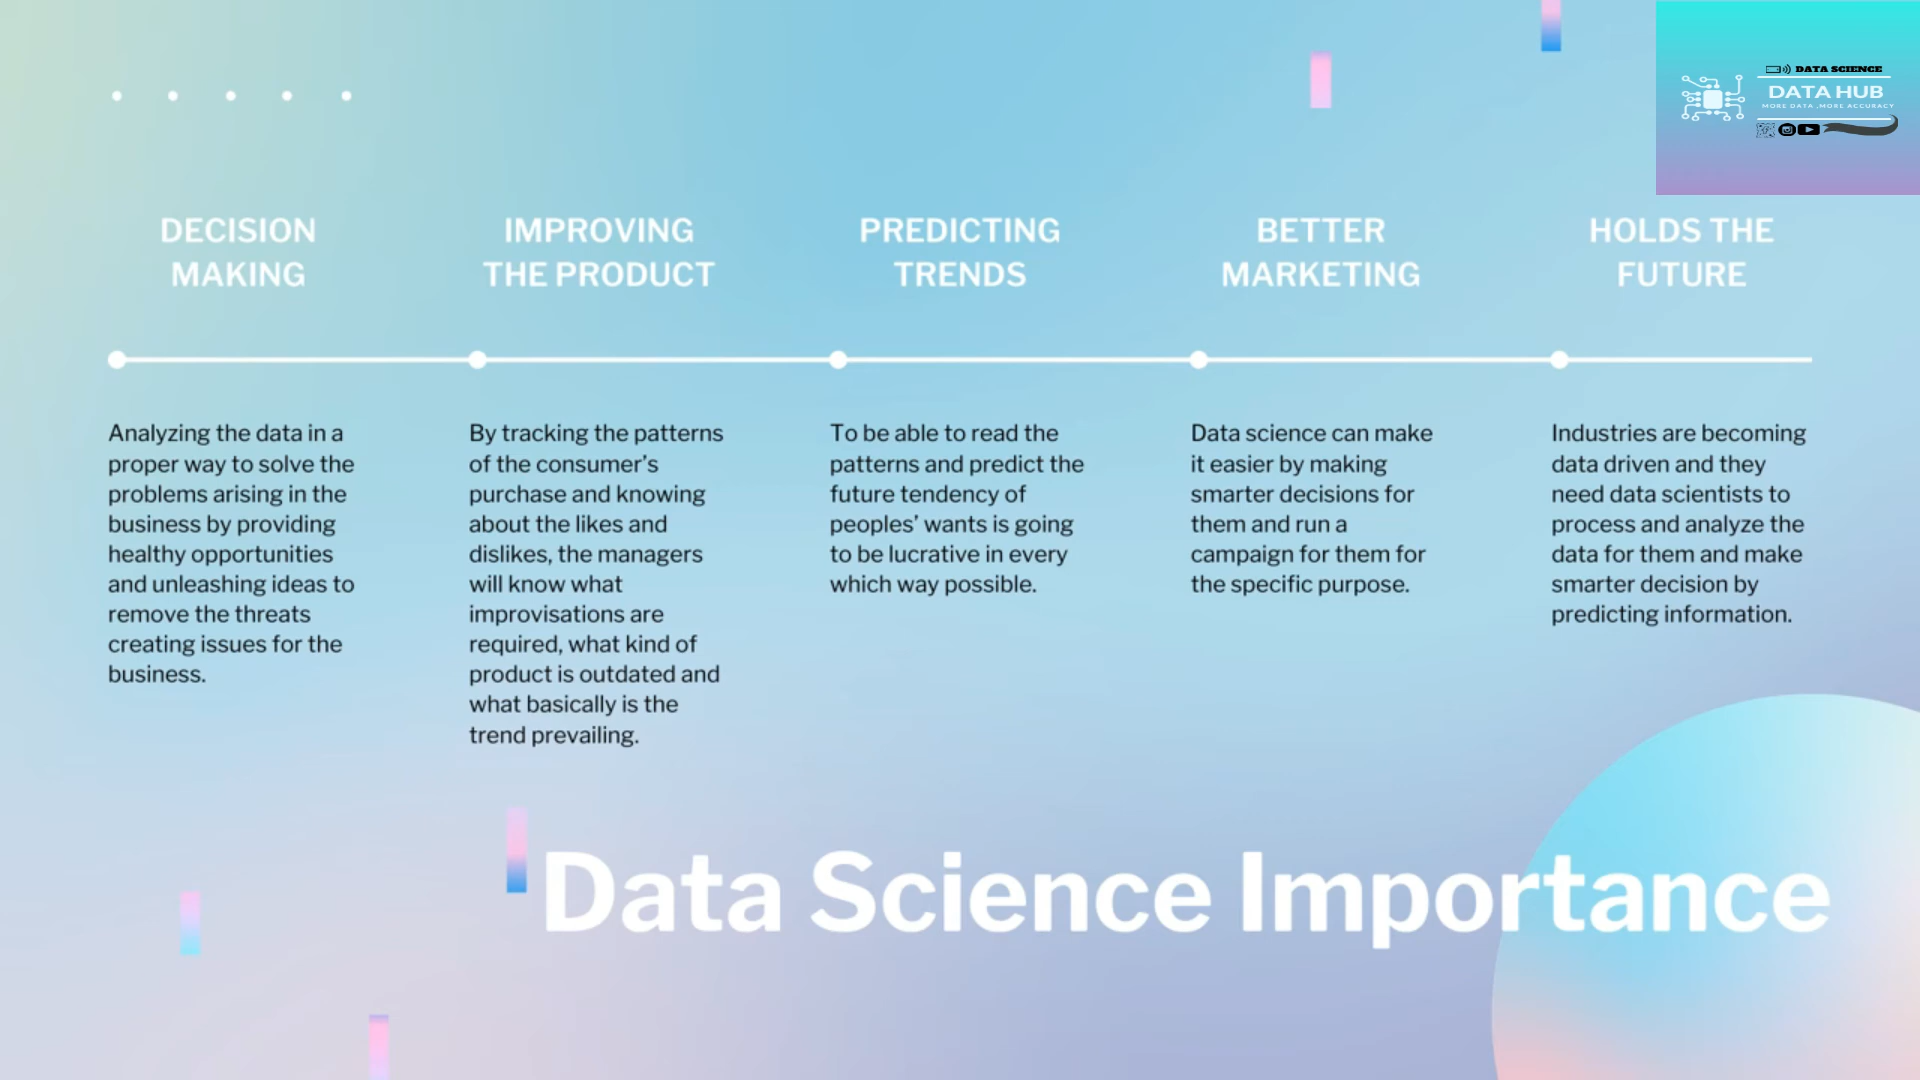 DATA SCIENCE
DATA HUB
MORE DATA ,MORE ACCURACY
DECISION
MAKING
Analyzing the data in a
proper way to solve the
problems arising in the
business by providing
healthy opportunities
and unleashing ideas to
remove the threats
creating issues for the
business.
IMPROVING
THE PRODUCT
By tracking the patterns
of the consumer’s
purchase and knowing
about the likes and
dislikes, the managers
will know what
improvisations are
required, what kind of
product is outdated and
what basically is the
trend prevailing.
PREDICTING
TRENDS
To be able to read the
patterns and predict the
future tendency of
peoples’ wants is going
to be lucrative in every
which way possible.
BETTER
MARKETING
Data science can make
it easier by making
smarter decisions for
them and run a
campaign for them for
the specific purpose.
HOLDS THE
FUTURE
Industries are becoming
data driven and they
need data scientists to
process and analyze the
data for them and make
smarter decision by
predicting information.
Data Science Importance